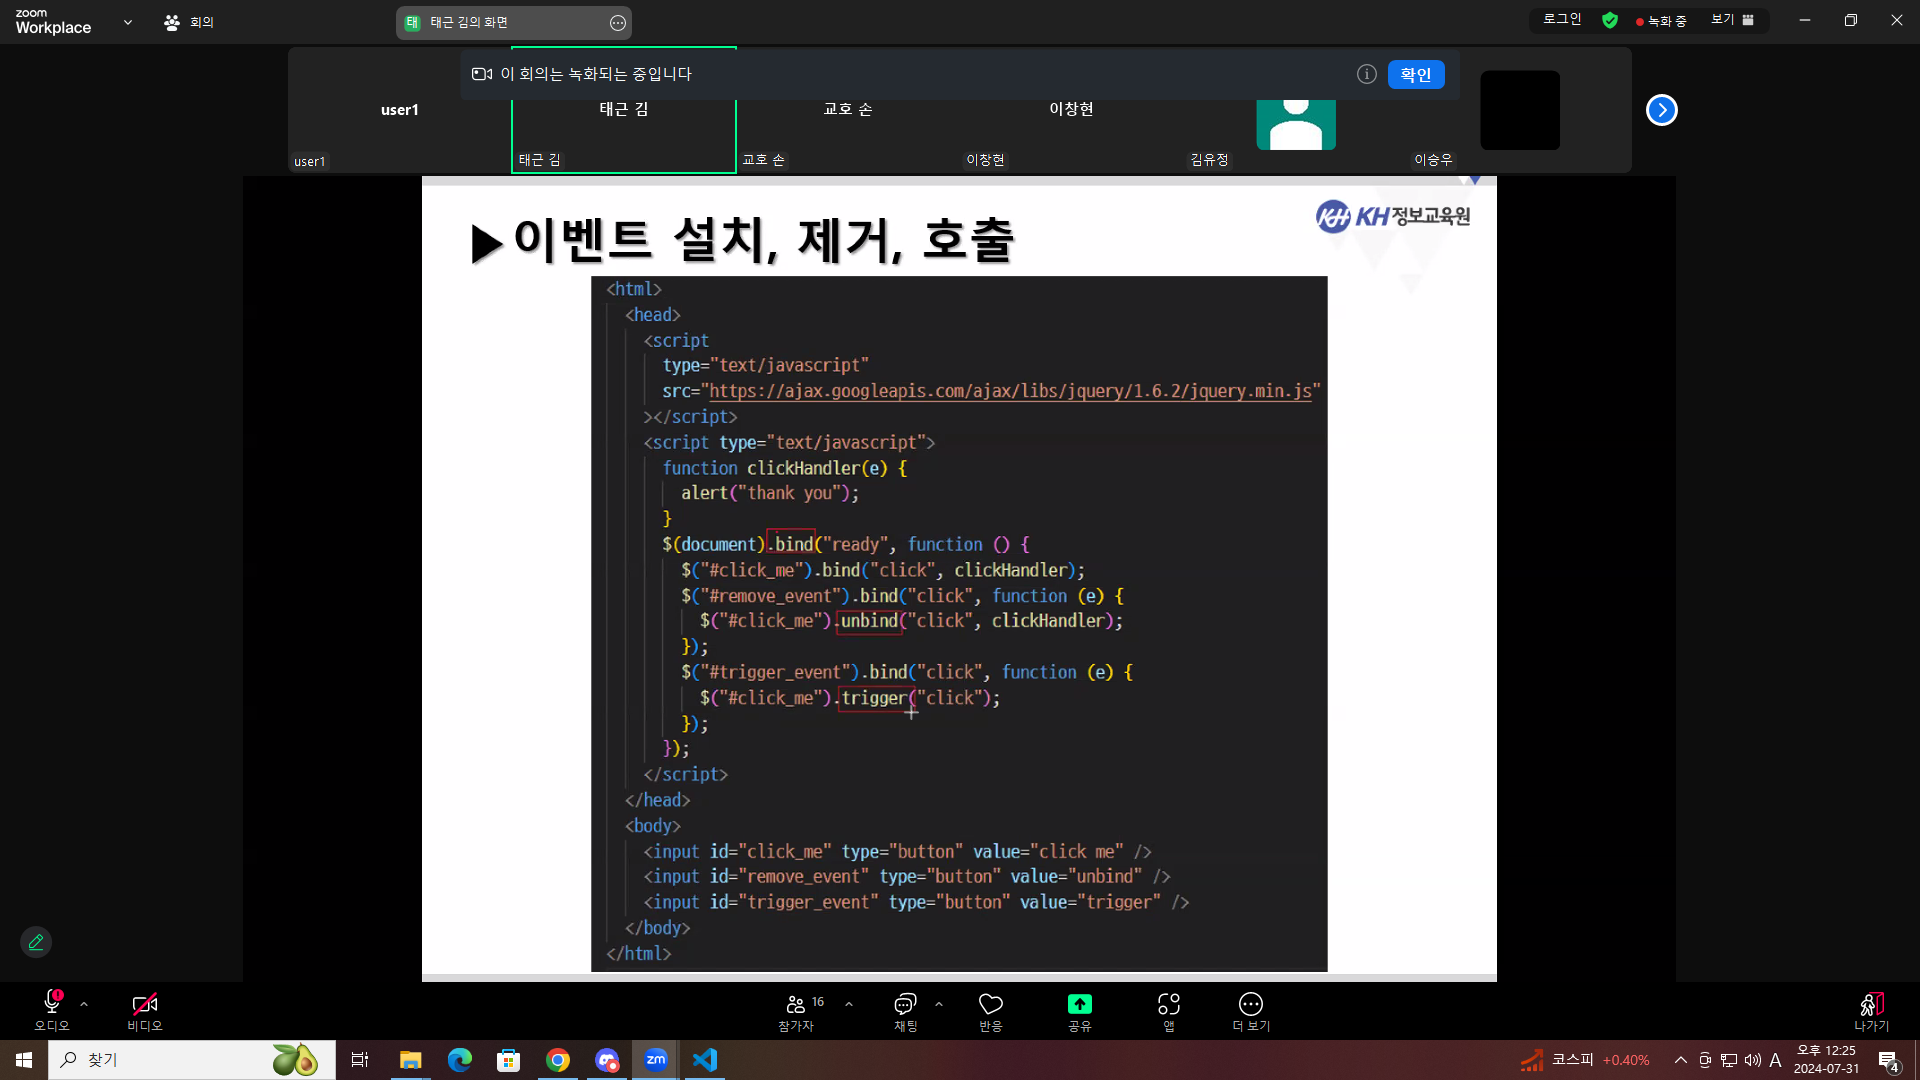 zoom
Workplace
회의
태 태근 김의 화면
로그인
녹화 중
보기
이 회의는 녹화되는 중입니다
확인
user1
태근 김
교호 손
이창현
user1
태근 김
교호 손
이창현
김유정
이승우
▶이벤트 설치, 제거, 호출
KH KH정보교육원
<html>
<head>
<script
type="text/javascript"
src="https://ajax.googleapis.com/ajax/libs/jquery/1.6.2/jquery.min.js"
></script>
<script type="text/javascript">
function clickHandler(e) {
alert("thank you");
}
$(document).bind("ready", function () {
$("#click_me").bind("click", clickHandler);
$("#remove_event").bind("click", function (e) {
$("#click_me").unbind("click", clickHandler);
});
$("#trigger_event").bind("click", function (e) {
$("#click_me").trigger("click");
});
});
</script>
</head>
<body>
<input id="click_me" type="button" value="click me" />
<input id="remove_event" type="button" value="unbind" />
<input id="trigger_event" type="button" value="trigger" />
</body>
</html>
오디오
비디오
16
참가자
채팅
반응
공유
앱
더 보기
나가기
찾기
zm
코스피 +0.40%
A
오후 12:25
2024-07-31
4